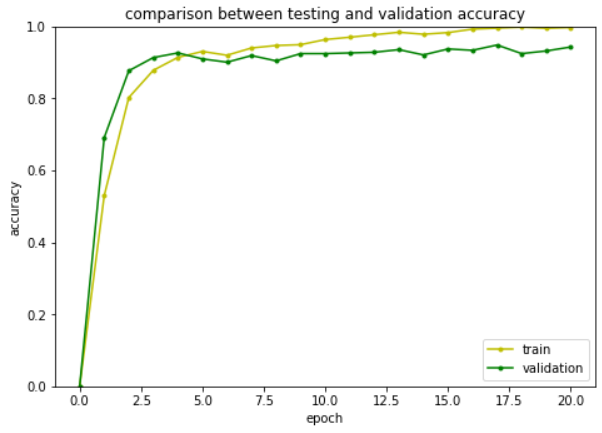 comparison between testing and validation accuracy
1.0
0.8
0.6
0.4
0.2
0.0
accuracy
train
validation
0.0 2.5 5.0 7.5 10.0 12.5 15.0 17.5 20.0
epoch